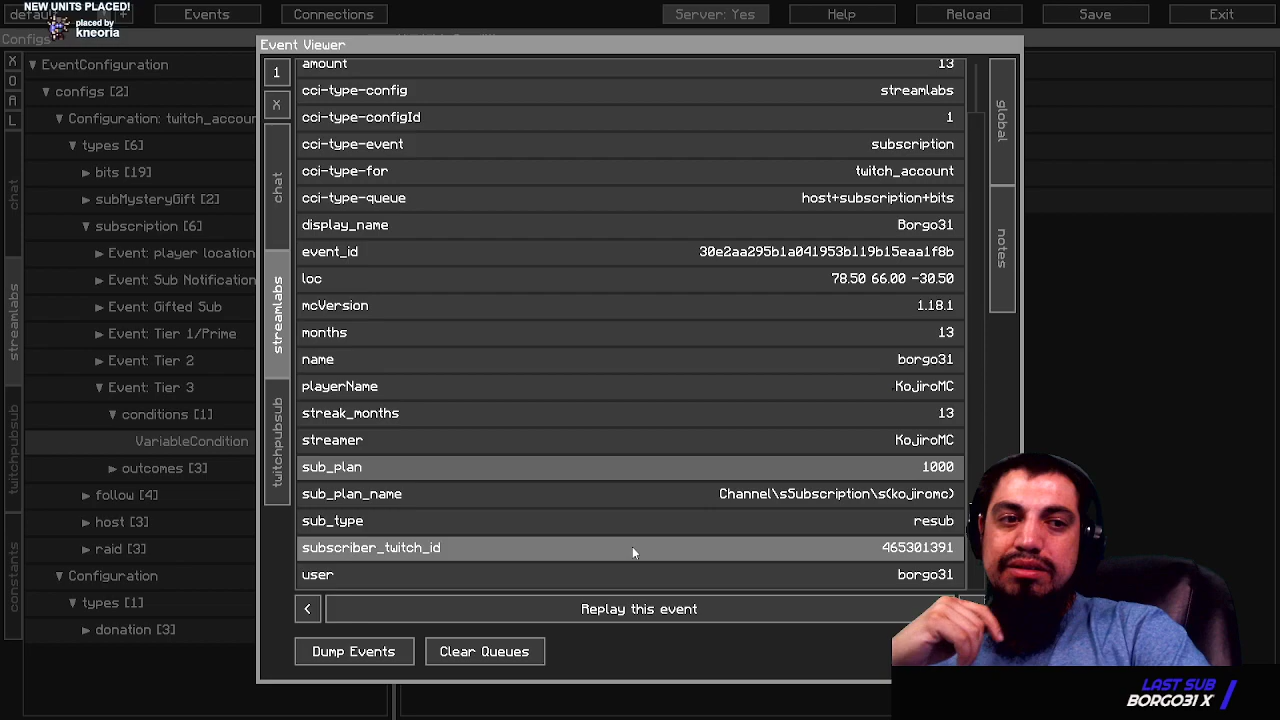 NEW UNITS PLACED!
placed by
kneoria
+
Events
Connections
Server: Yes
Help
Reload
Save
Exit
Configs
Event Viewer
X
O
A
L
chat
streamlabs
twitchpubsub
constants
▼ EventConfiguration
▼ configs [2]
▼ Configuration: twitch_accour
▼ types [6]
▶ bits [19]
▶ subMysteryGift [2]
▼ subscription [6]
▶ Event: player location
▶ Event: Sub Notification
▶ Event: Gifted Sub
▶ Event: Tier 1/Prime
▶ Event: Tier 2
▼ Event: Tier 3
▼ conditions [1]
VariableCondition
▶ outcomes [3]
▶ follow [4]
▶ host [3]
▶ raid [3]
▼ Configuration
▼ types [1]
▶ donation [3]
1
X
chat
streamlabs
twitchpubsub
amount 13
cci-type-config streamlabs
cci-type-configId 1
cci-type-event subscription
cci-type-for twitch_account
cci-type-queue host+subscription+bits
display_name Borgo31
event_id 30e2aa295b1a041953b119b15eaa1f8b
loc 78.50 66.00 -30.50
mcVersion 1.18.1
months 13
name borgo31
playerName KojiroMC
streak_months 13
streamer KojiroMC
sub_plan 1000
sub_plan_name Channel\sSubscription\s(kojiromc)
sub_type resub
subscriber_twitch_id 465301391
user borgo31
< Replay this event
Dump Events
Clear Queues
global
notes
LAST SUB
BORGO31 X